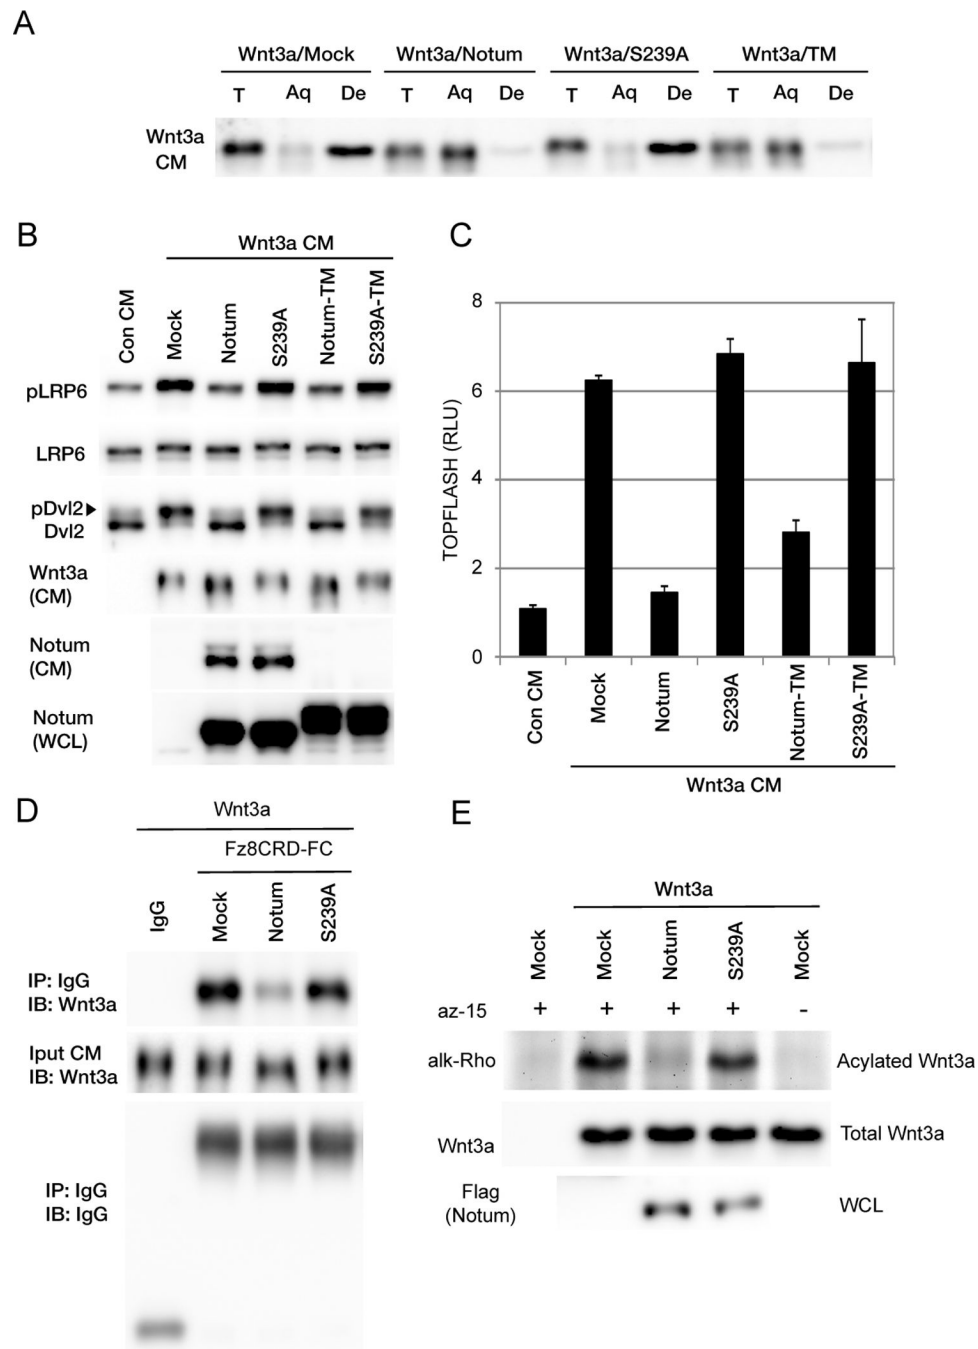 A
Wnt3a/Mock Wnt3a/Notum Wnt3a/S239A Wnt3a/TM
T Aq De T Aq De T Aq De T Aq De
Wnt3a
CM
B
Wnt3a CM
Con CM Mock Notum S239A Notum-TM S239A-TM
pLRP6
LRP6
pDvl2
Dvl2
Wnt3a
(CM)
Notum
(CM)
Notum
(WCL)
C
TOPFLASH (RLU)
8
6
4
2
0
Con CM Mock Notum S239A Notum-TM S239A-TM
Wnt3a CM
D
Wnt3a
Fz8CRD-FC
IgG Mock Notum S239A
IP: IgG
IB: Wnt3a
Iput CM
IB: Wnt3a
IP: IgG
IB: IgG
E
Wnt3a
Mock Mock Notum S239A Mock
az-15 + + + + -
alk-Rho Acylated Wnt3a
Wnt3a Total Wnt3a
Flag
(Notum) WCL